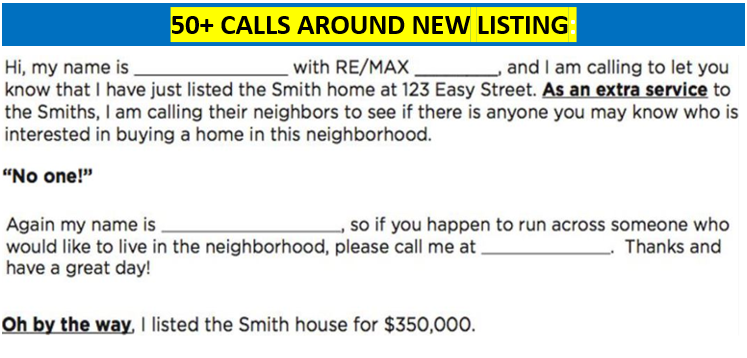 50+ CALLS AROUND NEW LISTING:
Hi, my name is ________________ with RE/MAX _________, and I am calling to let you
know that I have just listed the Smith home at 123 Easy Street. As an extra service to
the Smiths, I am calling their neighbors to see if there is anyone you may know who is
interested in buying a home in this neighborhood.
“No one!”
Again my name is ___________________, so if you happen to run across someone who
would like to live in the neighborhood, please call me at ______________. Thanks and
have a great day!
Oh by the way, I listed the Smith house for $350,000.